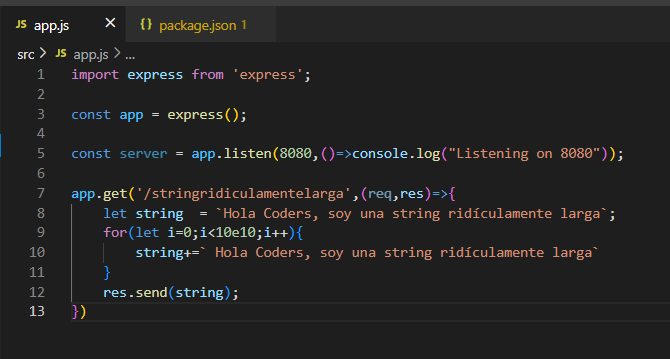 JS app.js × {} package.json 1
src > JS app.js > ...
1 import express from 'express';
2
3 const app = express();
4
5 const server = app.listen(8080,()=>console.log("Listening on 8080"));
6
7 app.get('/stringridiculamentelarga',(req,res)=>{
8     let string  = `Hola Coders, soy una string ridículamente larga`;
9     for(let i=0;i<10e10;i++){
10         string+=` Hola Coders, soy una string ridículamente larga`
11     }
12     res.send(string);
13 })